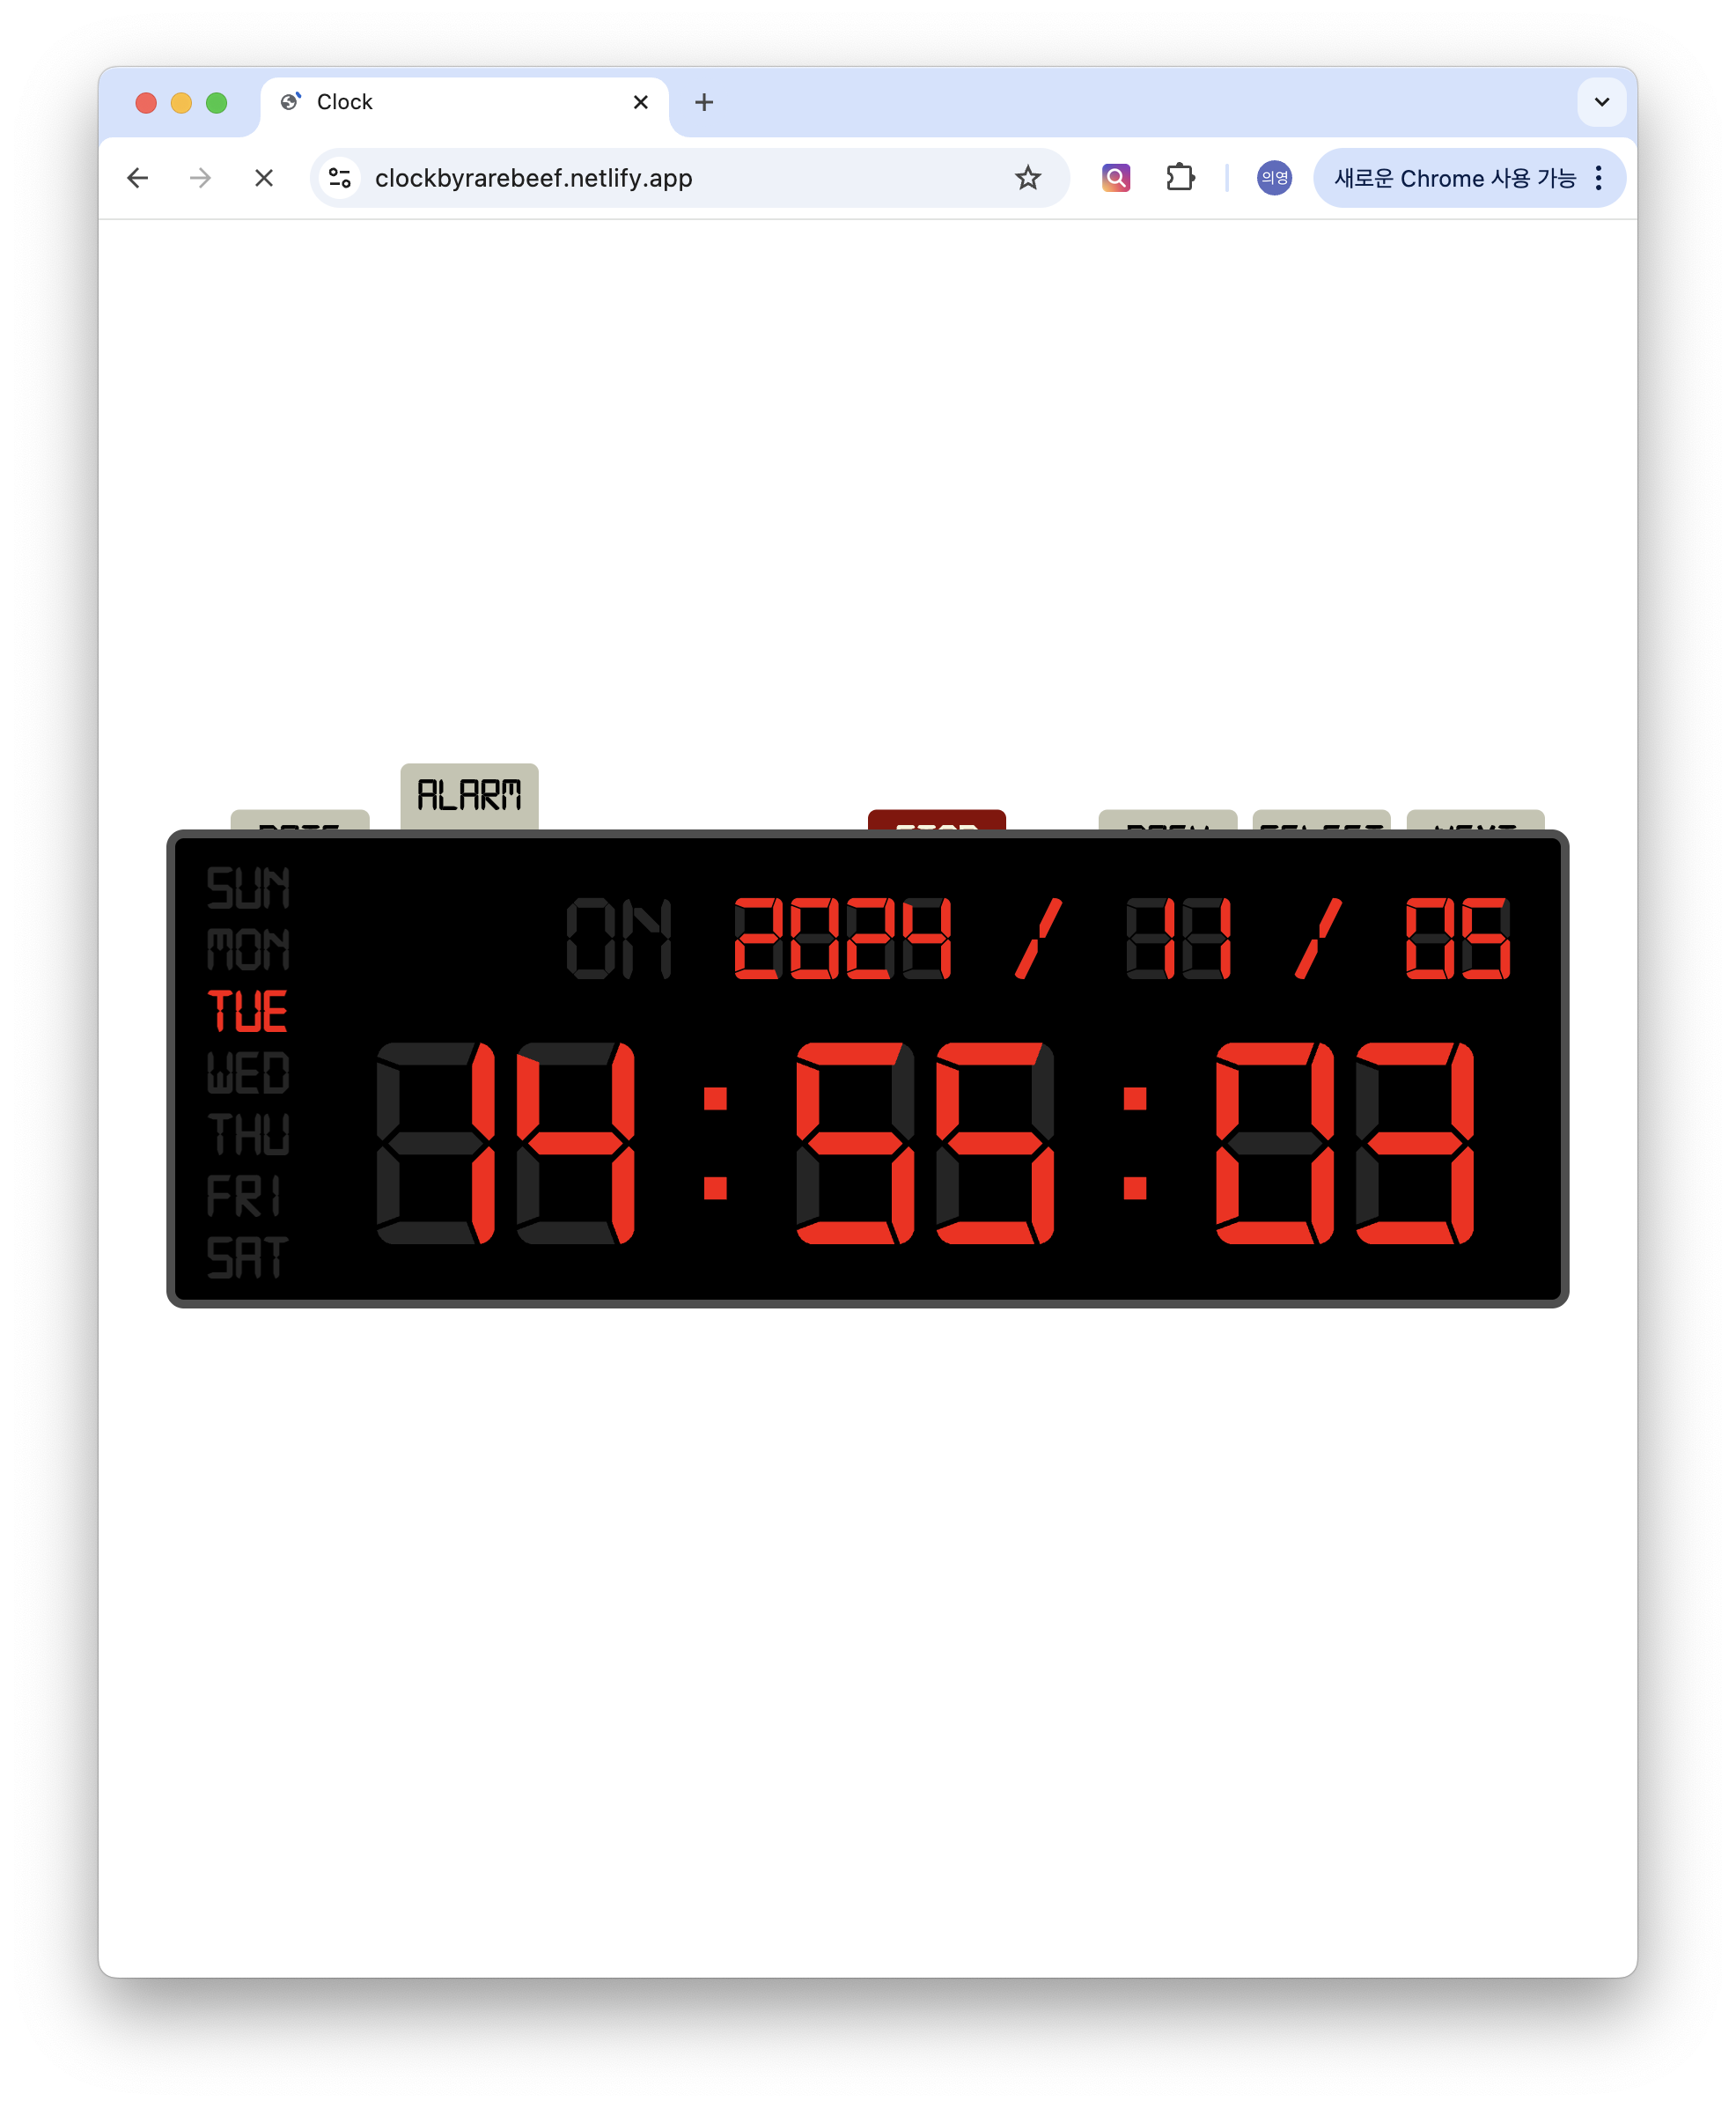 Clock
clockbyrarebeef.netlify.app
의영
새로운 Chrome 사용 가능
ALARM
SUN
MON
TUE
WED
THU
FRI
SAT
ON 2024 / 11 / 05
14 : 55 : 03